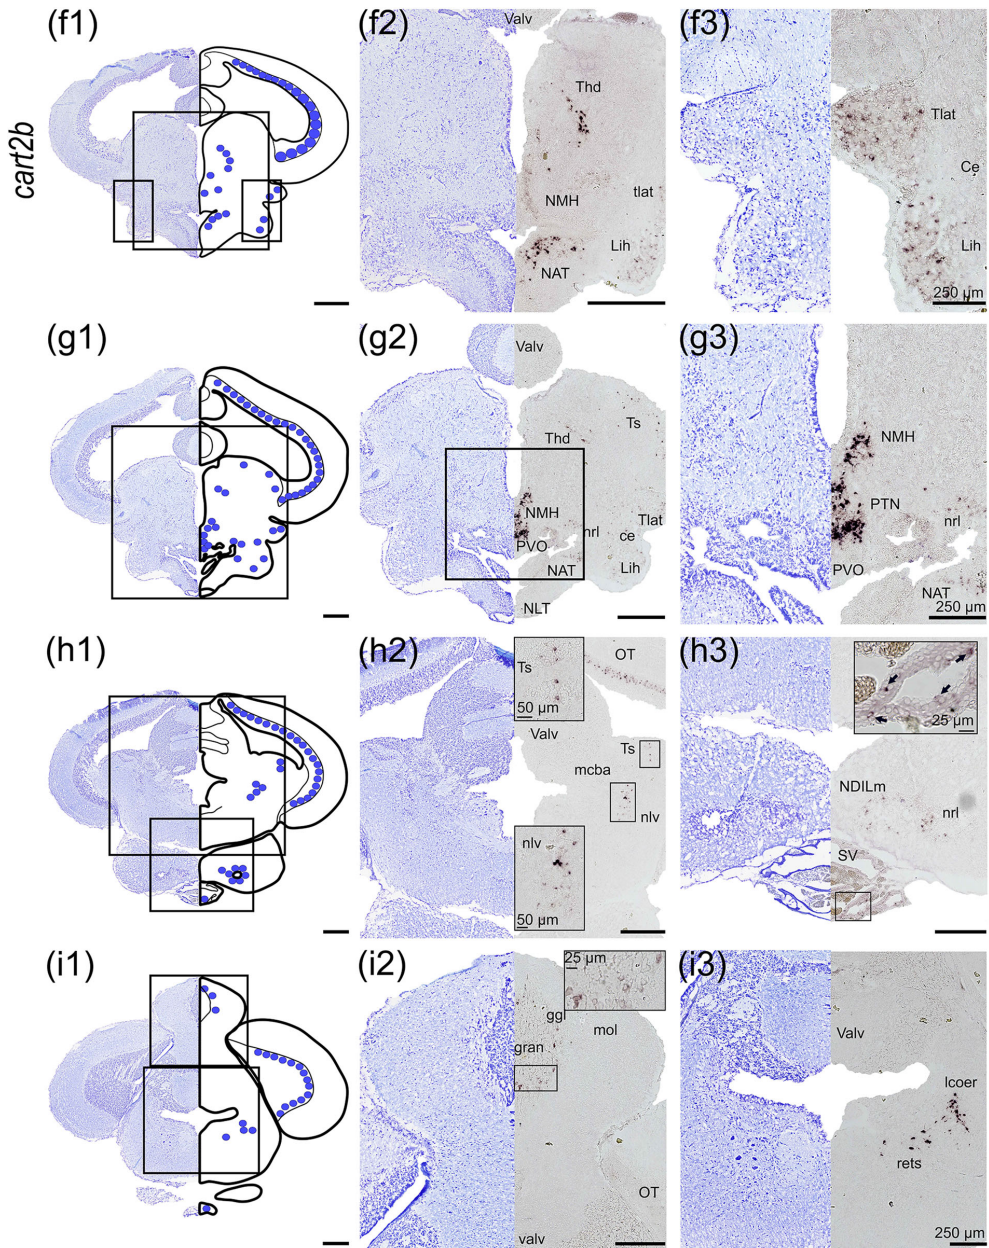 cart2b
(f1)
(f2)
Valv
Thd
NMH
tlat
Lih
NAT
(f3)
Tlat
Ce
Lih
250 µm
(g1)
(g2)
Valv
Ts
Thd
NMH
nrl
Tlat
PVO
ce
NAT
Lih
NLT
(g3)
NMH
PTN
nrl
PVO
NAT
250 µm
(h1)
(h2)
Ts
OT
50 µm
Valv
Ts
mcba
nlv
nlv
50 µm
(h3)
25 µm
NDILm
nrl
SV
(i1)
(i2)
25 µm
ggl
mol
gran
OT
valv
(i3)
Valv
lcoer
rets
250 µm